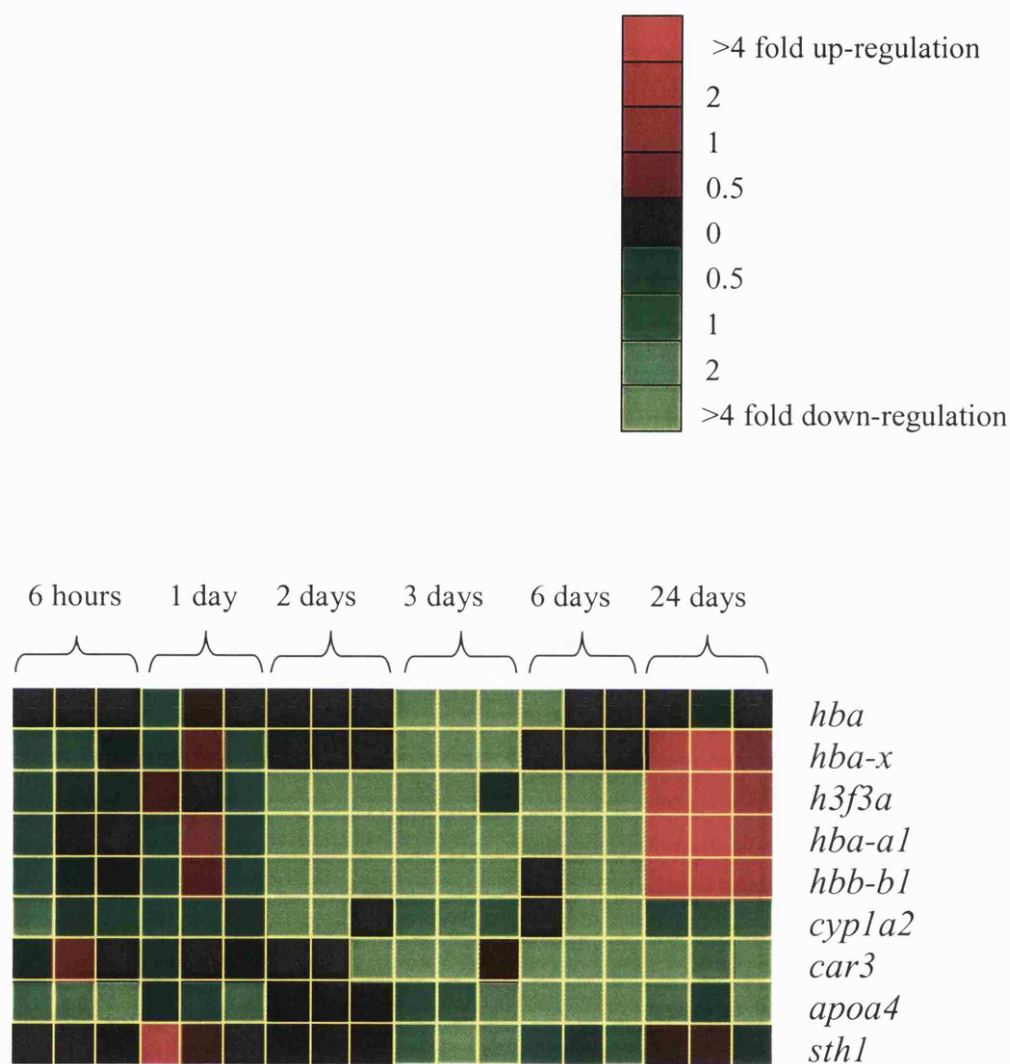 >4 fold up-regulation
2
1
0.5
0
0.5
1
2
>4 fold down-regulation
6 hours 1 day 2 days 3 days 6 days 24 days
hba
hba-x
h3f3a
hba-a1
hbb-b1
cyp1a2
car3
apoa4
sth1